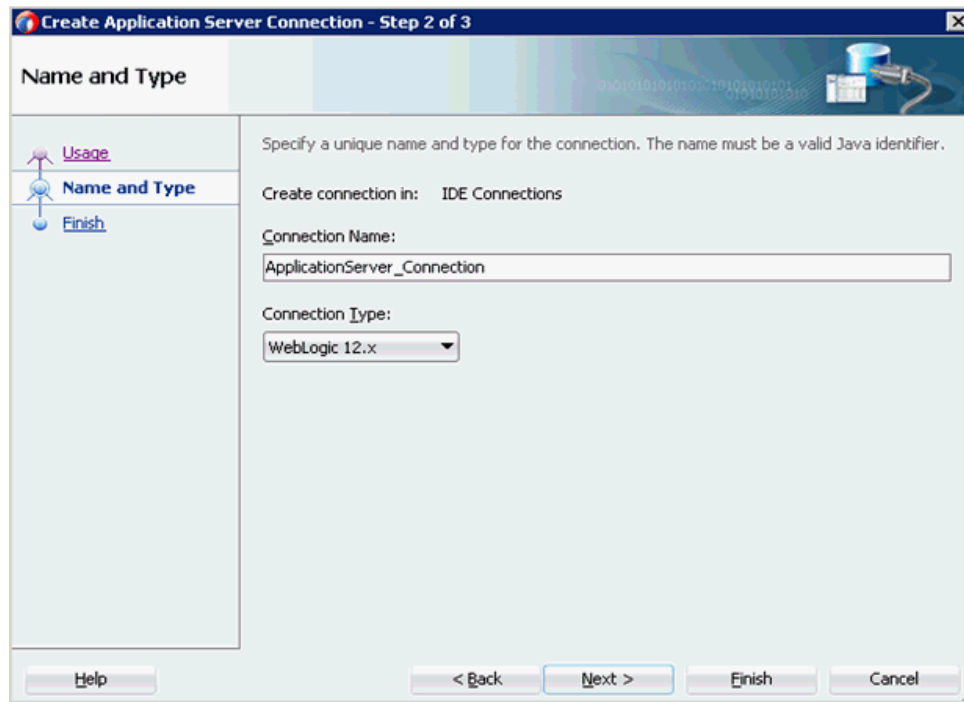 Create Application Server Connection - Step 2 of 3
Name and Type
Usage
Name and Type
Finish
Specify a unique name and type for the connection. The name must be a valid Java identifier.
Create connection in: IDE Connections
Connection Name:
ApplicationServer_Connection
Connection Type:
WebLogic 12.x
Help
< Back
Next >
Finish
Cancel